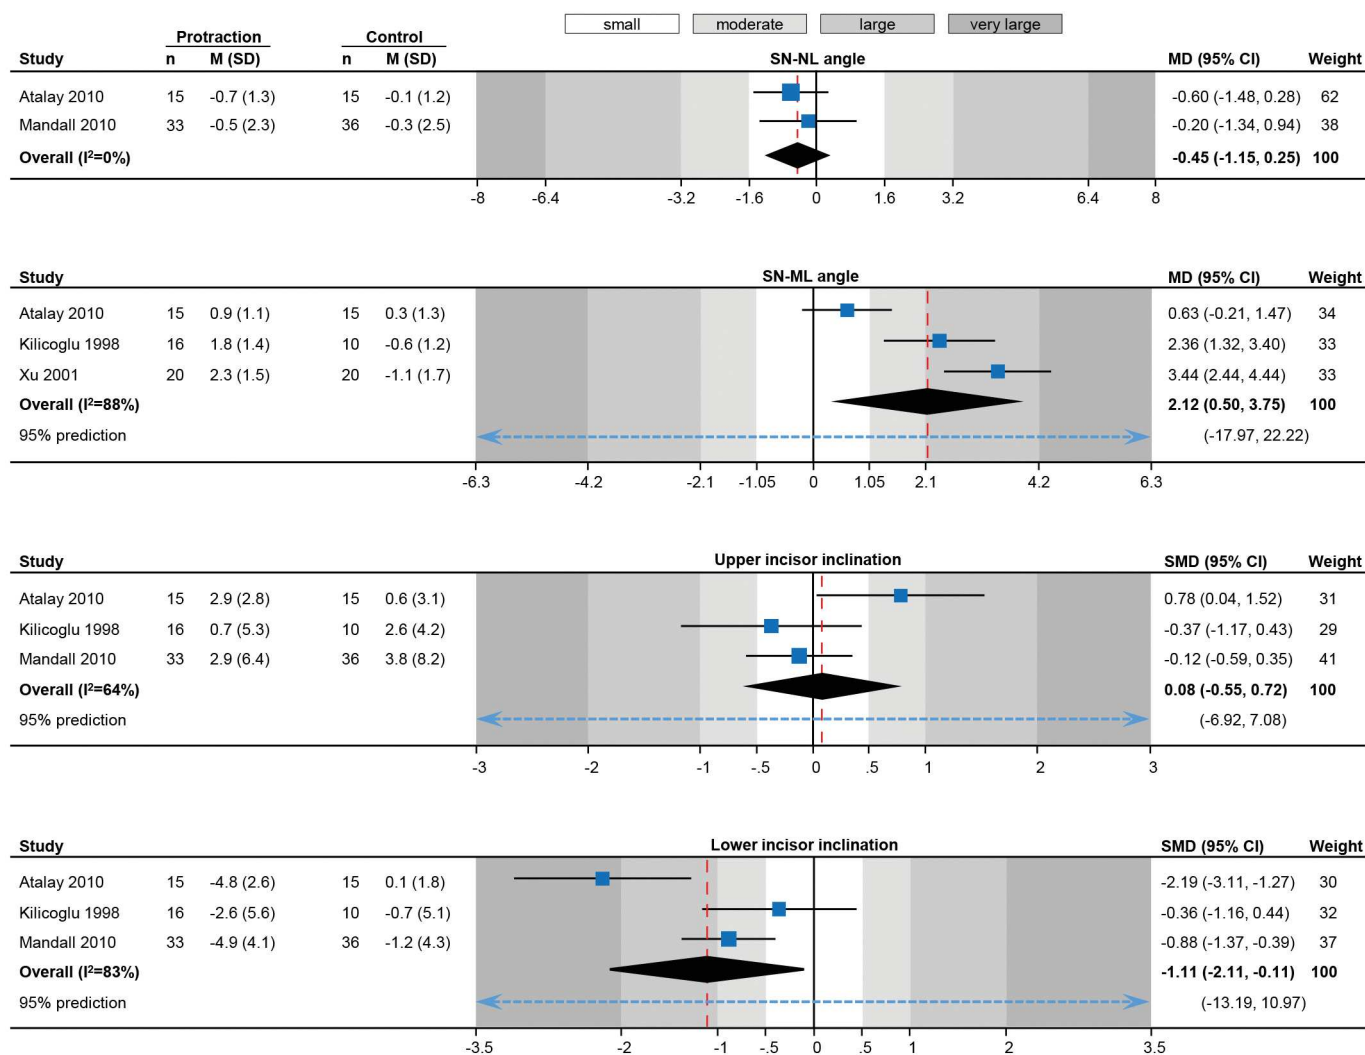 small moderate large very large
Protraction Control
Study n M (SD) n M (SD) SN-NL angle MD (95% CI) Weight
Atalay 2010 15 -0.7 (1.3) 15 -0.1 (1.2) -0.60 (-1.48, 0.28) 62
Mandall 2010 33 -0.5 (2.3) 36 -0.3 (2.5) -0.20 (-1.34, 0.94) 38
Overall (I²=0%) -0.45 (-1.15, 0.25) 100
-8 -6.4 -3.2 -1.6 0 1.6 3.2 6.4 8
Study SN-ML angle MD (95% CI) Weight
Atalay 2010 15 0.9 (1.1) 15 0.3 (1.3) 0.63 (-0.21, 1.47) 34
Kilicoglu 1998 16 1.8 (1.4) 10 -0.6 (1.2) 2.36 (1.32, 3.40) 33
Xu 2001 20 2.3 (1.5) 20 -1.1 (1.7) 3.44 (2.44, 4.44) 33
Overall (I²=88%) 2.12 (0.50, 3.75) 100
95% prediction (-17.97, 22.22)
-6.3 -4.2 -2.1 -1.05 0 1.05 2.1 4.2 6.3
Study Upper incisor inclination SMD (95% CI) Weight
Atalay 2010 15 2.9 (2.8) 15 0.6 (3.1) 0.78 (0.04, 1.52) 31
Kilicoglu 1998 16 0.7 (5.3) 10 2.6 (4.2) -0.37 (-1.17, 0.43) 29
Mandall 2010 33 2.9 (6.4) 36 3.8 (8.2) -0.12 (-0.59, 0.35) 41
Overall (I²=64%) 0.08 (-0.55, 0.72) 100
95% prediction (-6.92, 7.08)
-3 -2 -1 -.5 0 .5 1 2 3
Study Lower incisor inclination SMD (95% CI) Weight
Atalay 2010 15 -4.8 (2.6) 15 0.1 (1.8) -2.19 (-3.11, -1.27) 30
Kilicoglu 1998 16 -2.6 (5.6) 10 -0.7 (5.1) -0.36 (-1.16, 0.44) 32
Mandall 2010 33 -4.9 (4.1) 36 -1.2 (4.3) -0.88 (-1.37, -0.39) 37
Overall (I²=83%) -1.11 (-2.11, -0.11) 100
95% prediction (-13.19, 10.97)
-3.5 -2 -1 -.5 0 .5 1 2 3.5